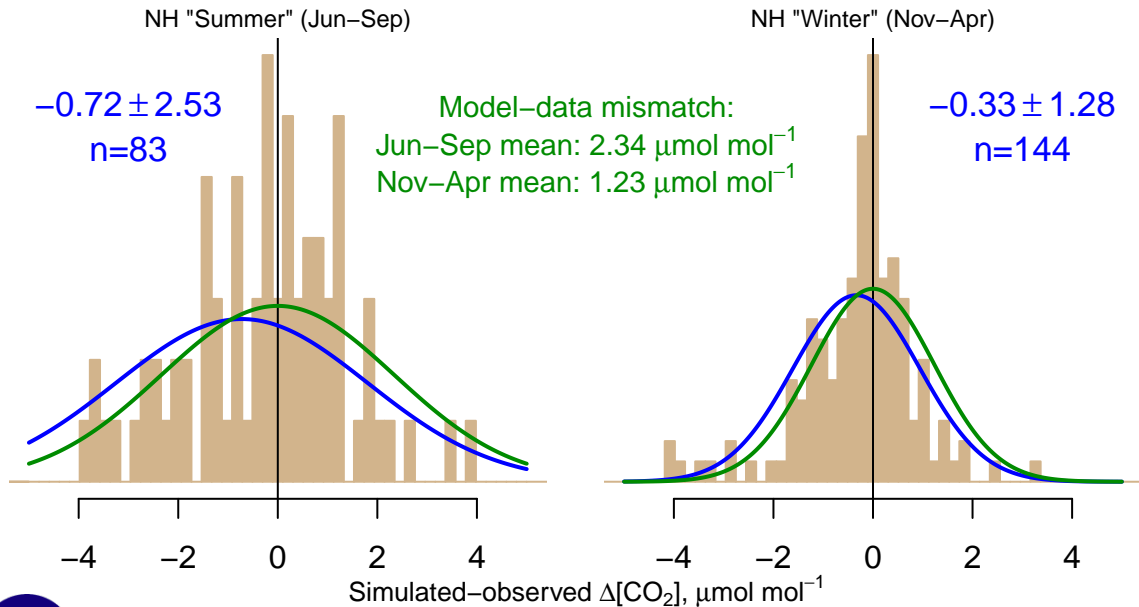 NH "Summer" (Jun−Sep)
NH "Winter" (Nov−Apr)
−0.72 ± 2.53
n=83
Model−data mismatch:
Jun−Sep mean: 2.34 μmol mol⁻¹
Nov−Apr mean: 1.23 μmol mol⁻¹
−0.33 ± 1.28
n=144
−4 −2 0 2 4
−4 −2 0 2 4
Simulated−observed Δ[CO₂], μmol mol⁻¹